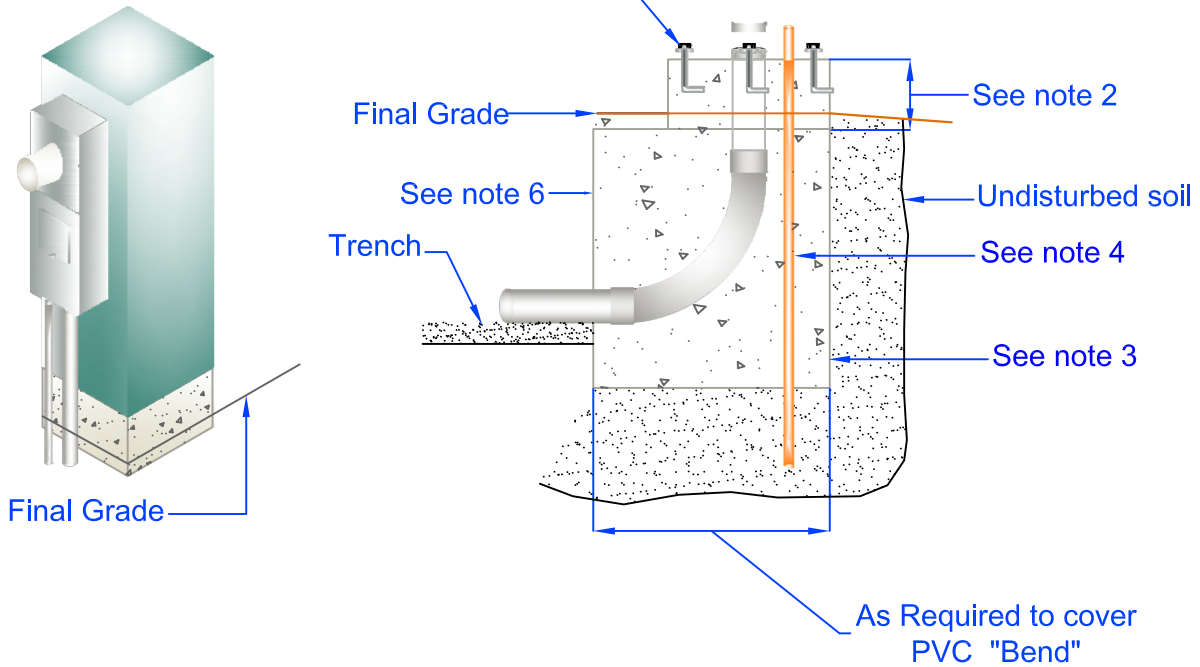 See note 2
Final Grade
See note 6
Undisturbed soil
Trench
See note 4
See note 3
Final Grade
As Required to cover
PVC "Bend"